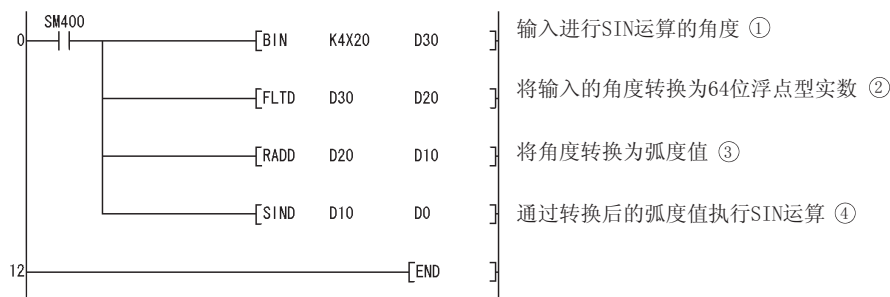 SM400
0 BIN K4X20 D30 输入进行SIN运算的角度 ①
FLTD D30 D20 将输入的角度转换为64位浮点型实数 ②
RADD D20 D10 将角度转换为弧度值 ③
SIND D10 D0 通过转换后的弧度值执行SIN运算 ④
12 END